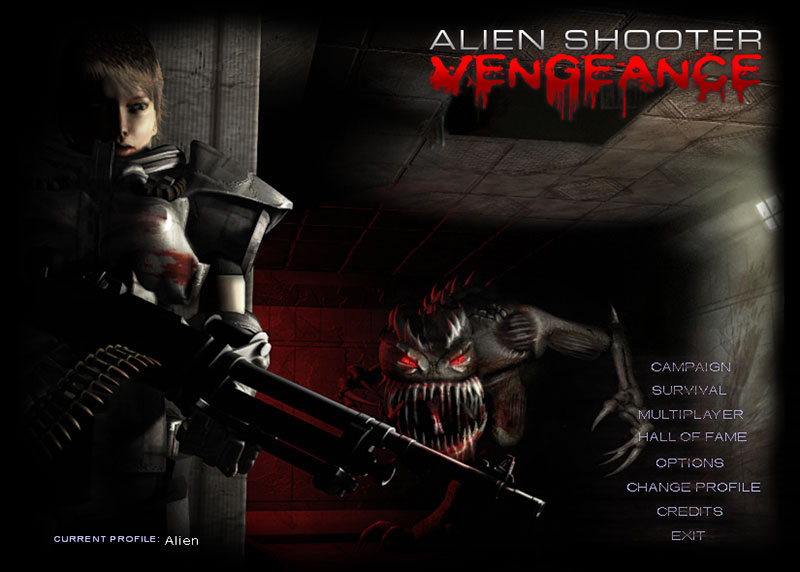 ALIEN SHOOTER
VENGEANCE
CAMPAIGN
SURVIVAL
MULTIPLAYER
HALL OF FAME
OPTIONS
CHANGE PROFILE
CREDITS
EXIT
CURRENT PROFILE: Alien